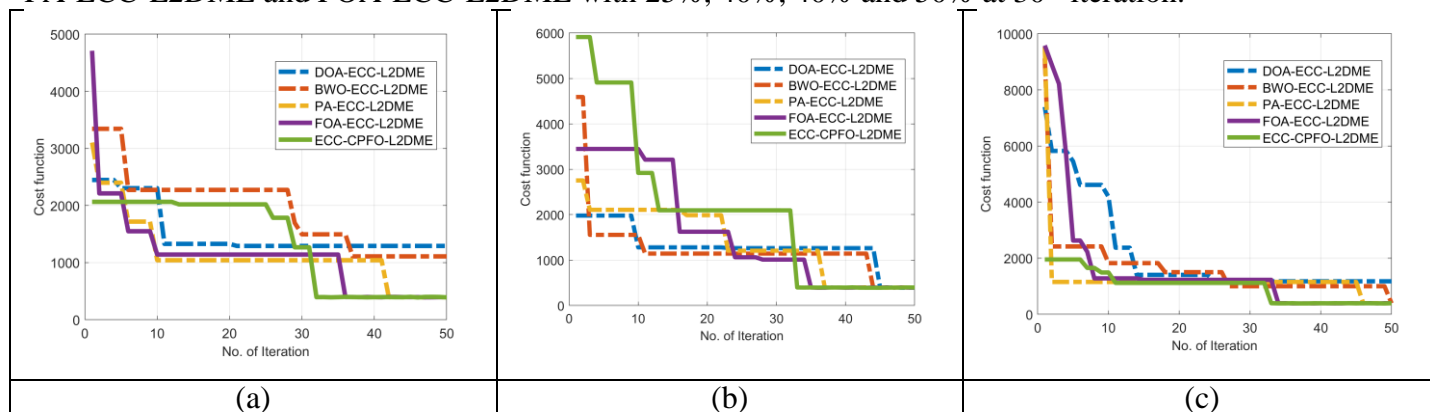 PA-ECC-L2DME and FOA-ECC-L2DME with 25%, 40%, 46% and 50% at 30
5000
4000
3000
2000
1000
0
Cost function
DOA-ECC-L2DME
BWO-ECC-L2DME
PA-ECC-L2DME
FOA-ECC-L2DME
ECC-CPFO-L2DME
0 10 20 30 40 50
No. of Iteration
6000
5000
4000
3000
2000
1000
0
Cost function
DOA-ECC-L2DME
BWO-ECC-L2DME
PA-ECC-L2DME
FOA-ECC-L2DME
ECC-CPFO-L2DME
0 10 20 30 40 50
No. of Iteration
10000
8000
6000
4000
2000
0
Cost function
DOA-ECC-L2DME
BWO-ECC-L2DME
PA-ECC-L2DME
FOA-ECC-L2DME
ECC-CPFO-L2DME
0 10 20 30 40 50
No. of Iteration
(a) (b) (c)